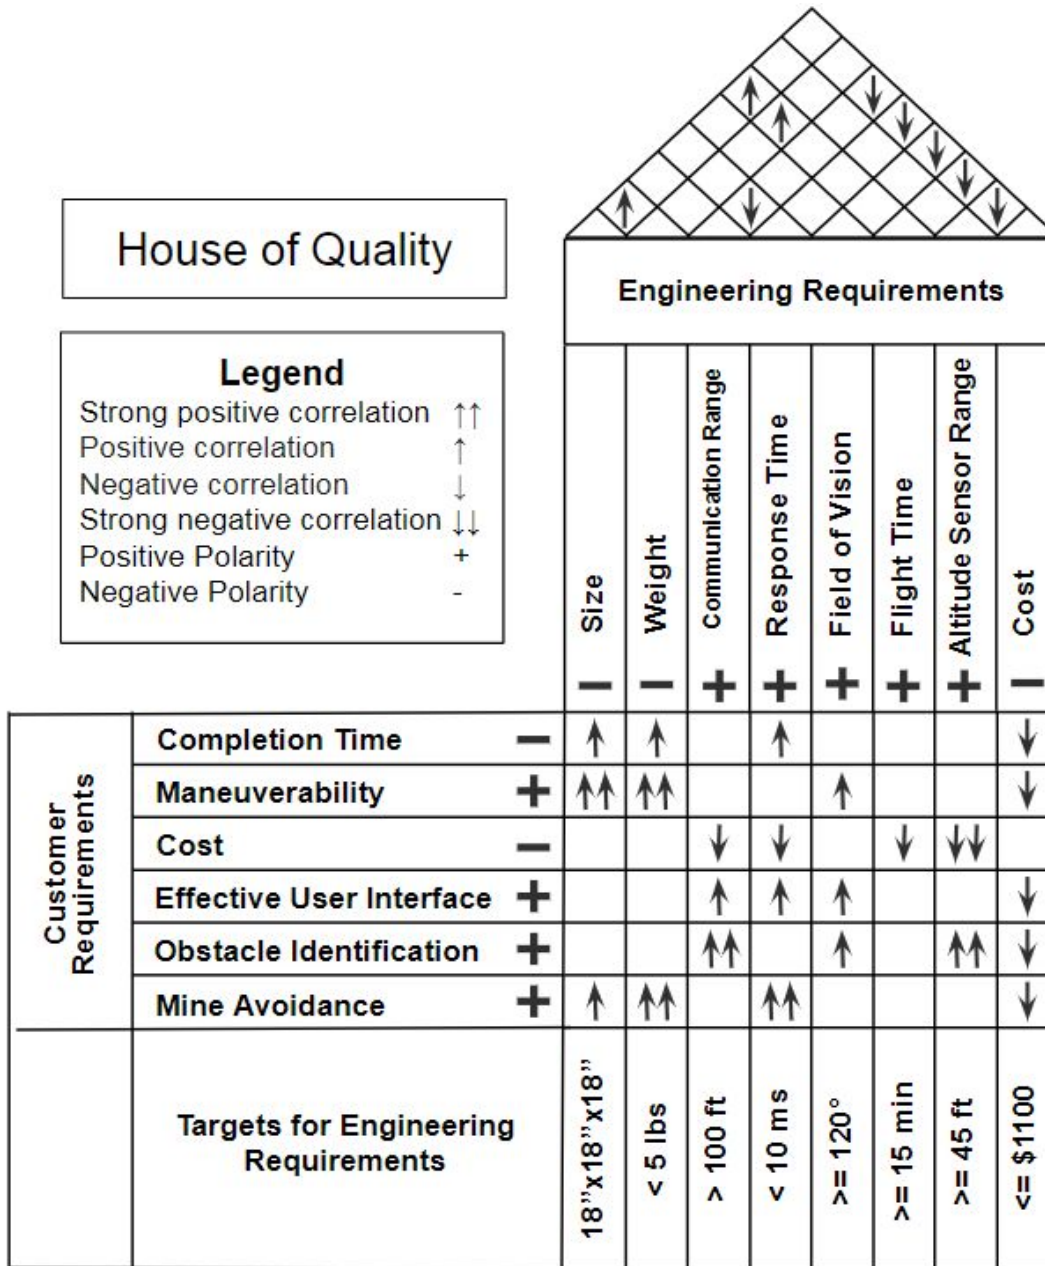 House of Quality
Legend
Strong positive correlation ↑↑
Positive correlation ↑
Negative correlation ↓
Strong negative correlation ↓↓
Positive Polarity +
Negative Polarity -
Engineering Requirements
Size
Weight
Communication Range
Response Time
Field of Vision
Flight Time
Altitude Sensor Range
Cost
− − + + + + + −
Customer
Requirements
Completion Time − ↑ ↑ ↑ ↓
Maneuverability + ↑↑ ↑↑ ↑ ↓
Cost − ↓ ↓ ↓ ↓↓
Effective User Interface + ↑ ↑ ↑ ↓
Obstacle Identification + ↑↑ ↑ ↑↑ ↓
Mine Avoidance + ↑ ↑↑ ↑↑ ↓
Targets for Engineering
Requirements
18”x18”x18”
< 5 lbs
> 100 ft
< 10 ms
>= 120°
>= 15 min
>= 45 ft
<= $1100